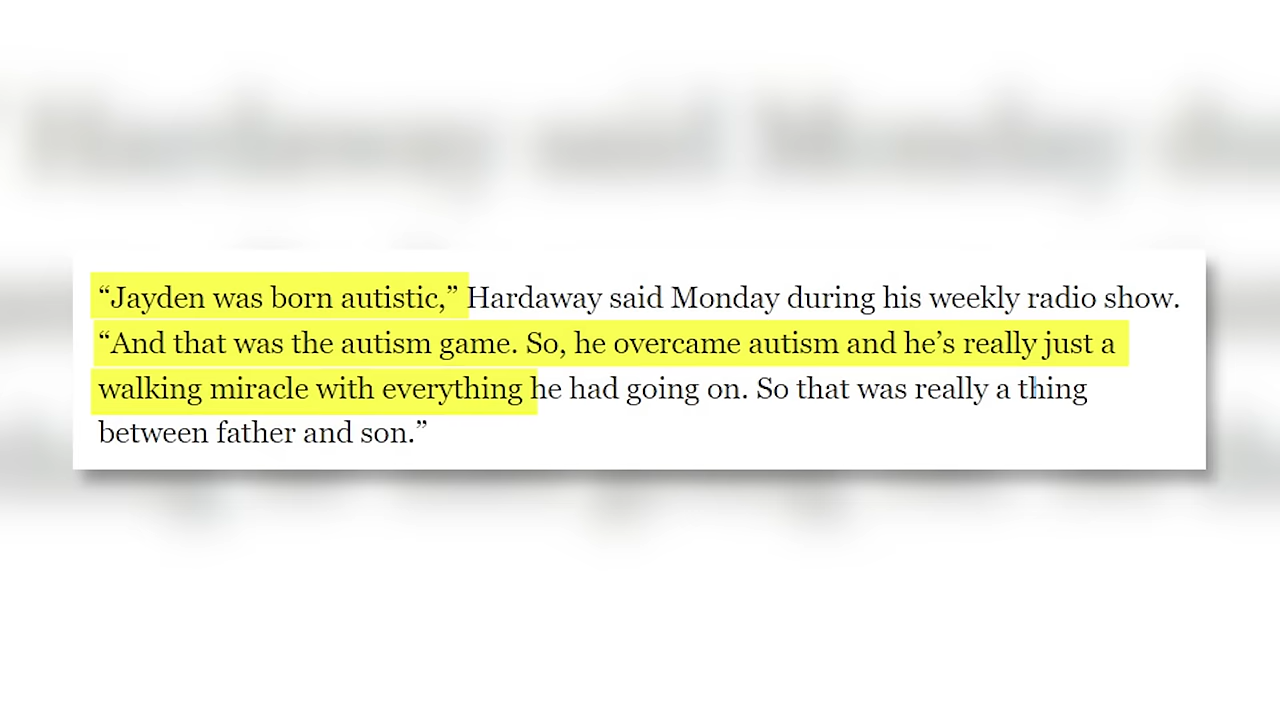 “Jayden was born autistic,” Hardaway said Monday during his weekly radio show.
“And that was the autism game. So, he overcame autism and he’s really just a
walking miracle with everything he had going on. So that was really a thing
between father and son.”